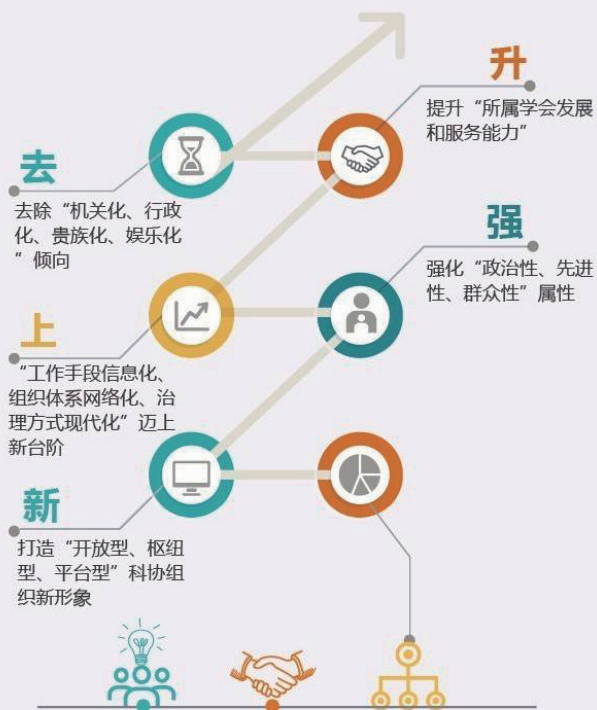 升
提升“所属学会发展
和服务能力”
去
去除“机关化、行政
化、贵族化、娱乐化
”倾向
强
强化“政治性、先进
性、群众性”属性
上
“工作手段信息化、
组织体系网络化、治
理方式现代化”迈上
新台阶
新
打造“开放型、枢纽
型、平台型”科协组
织新形象